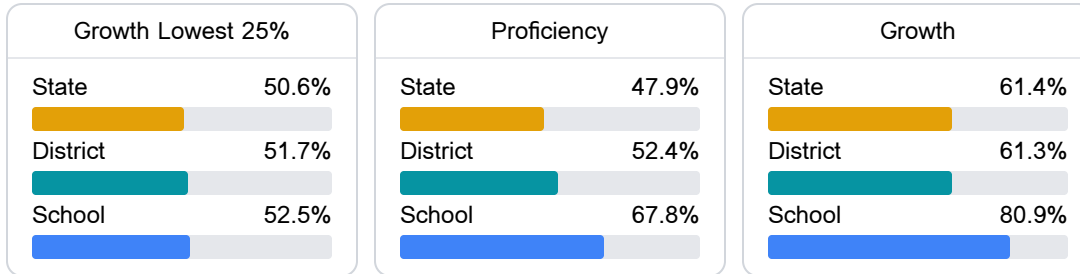 Growth Lowest 25%
State 50.6%
District 51.7%
School 52.5%
Proficiency
State 47.9%
District 52.4%
School 67.8%
Growth
State 61.4%
District 61.3%
School 80.9%